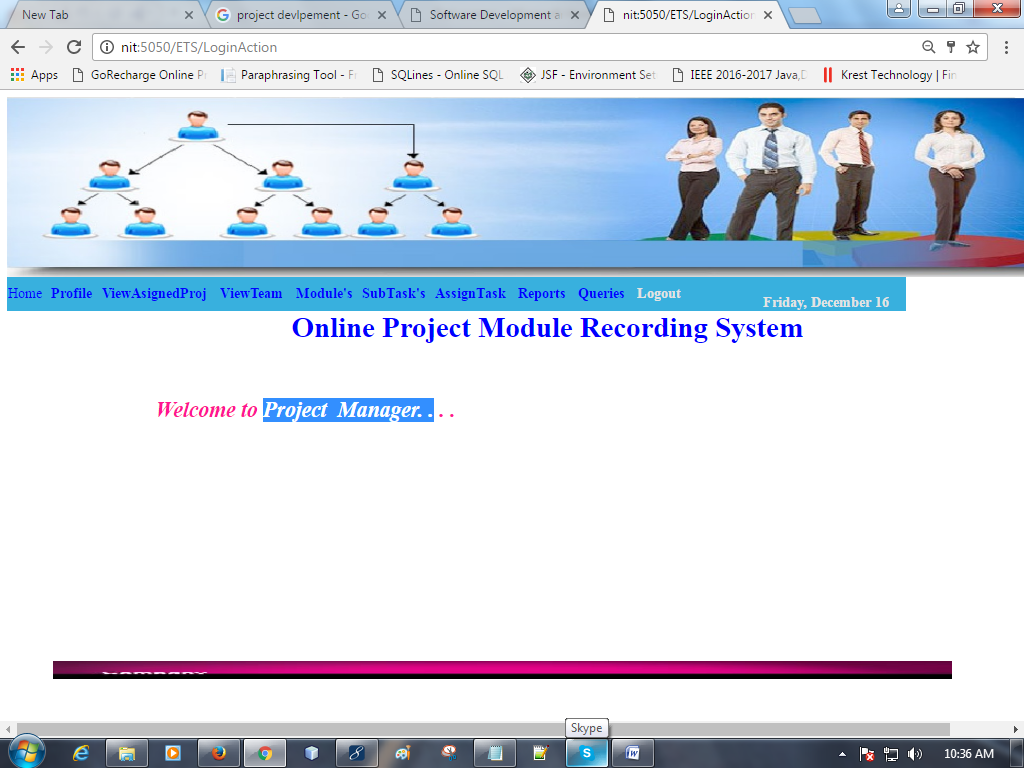 New Tab
project devlpement - Go
Software Development a
nit:5050/ETS/LoginAction
nit:5050/ETS/LoginAction
Apps GoRecharge Online P Paraphrasing Tool - F SQLines - Online SQL JSF - Environment Set IEEE 2016-2017 Java,D Krest Technology | Fin
Home Profile ViewAsignedProj ViewTeam Module's SubTask's AssignTask Reports Queries Logout
Friday, December 16
Online Project Module Recording System
Welcome to Project Manager. . . .
Skype
10:36 AM